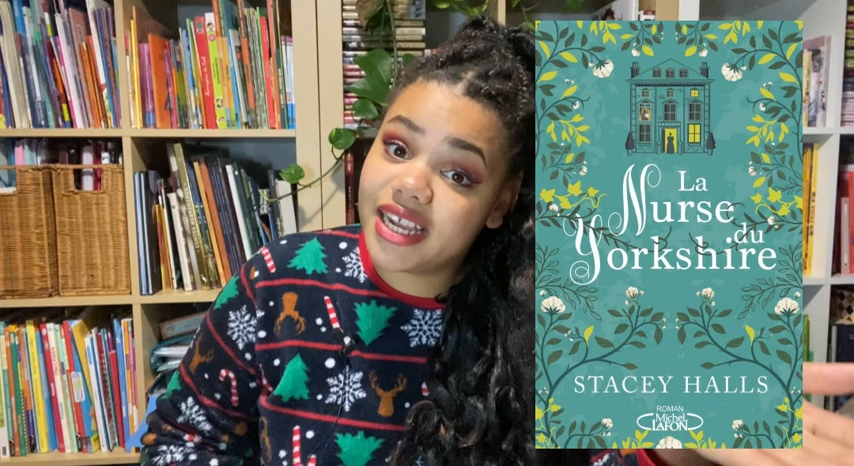 La
Nurse
du
Yorkshire
STACEY HALLS
ROMAN
Michel
LAFON